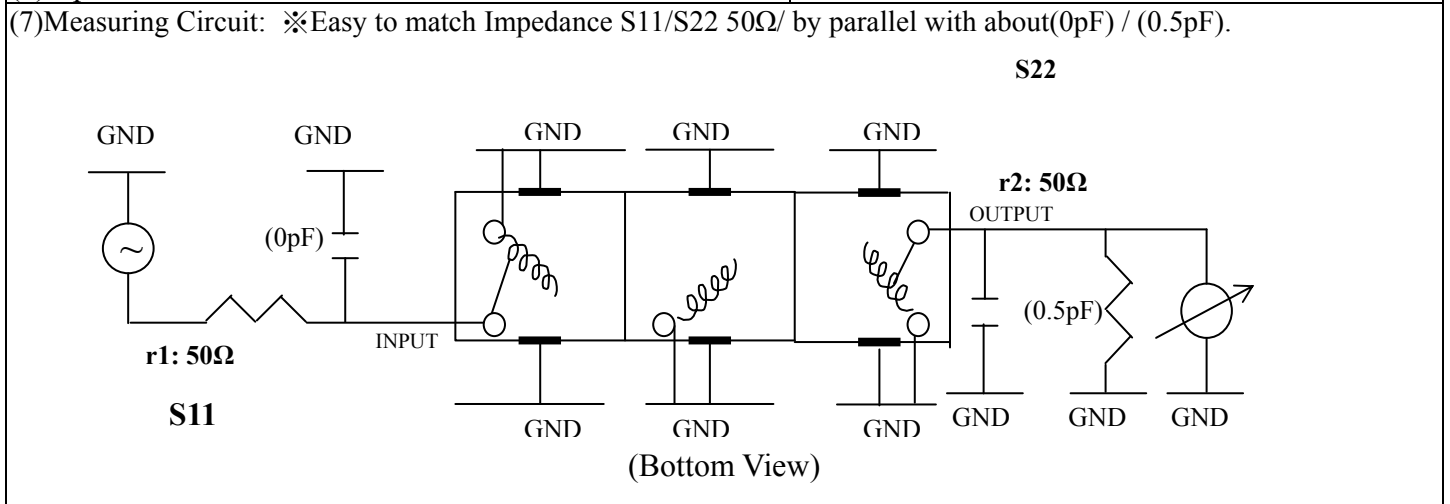 (7)Measuring Circuit: ※Easy to match Impedance S11/S22 50Ω/ by parallel with about(0pF) / (0.5pF).
S22
GND GND GND GND GND
r2: 50Ω
OUTPUT
(0pF)
(0.5pF)
INPUT
r1: 50Ω
S11
GND GND GND GND GND GND
(Bottom View)